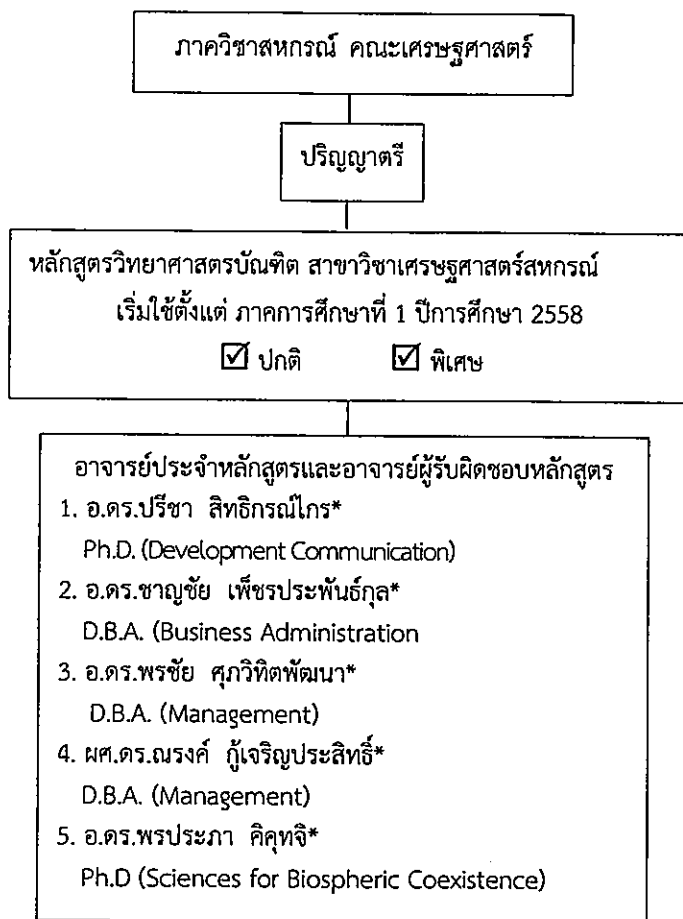 ภาควิชาสหกรณ์ คณะเศรษฐศาสตร์
ปริญญาตรี
หลักสูตรวิทยาศาสตรบัณฑิต สาขาวิชาเศรษฐศาสตร์สหกรณ์
เริ่มใช้ตั้งแต่ ภาคการศึกษาที่ 1 ปีการศึกษา 2558
☑ ปกติ ☑ พิเศษ
อาจารย์ประจำหลักสูตรและอาจารย์ผู้รับผิดชอบหลักสูตร
1. อ.ดร.ปรีชา สิทธิกรณ์ไกร*
Ph.D. (Development Communication)
2. อ.ดร.ชาญชัย เพ็ชรประพันธ์กุล*
D.B.A. (Business Administration
3. อ.ดร.พรชัย ศุภวิทิตพัฒนา*
D.B.A. (Management)
4. ผศ.ดร.ณรงค์ กู้เจริญประสิทธิ์*
D.B.A. (Management)
5. อ.ดร.พรประภา คิคุทจิ*
Ph.D (Sciences for Biospheric Coexistence)